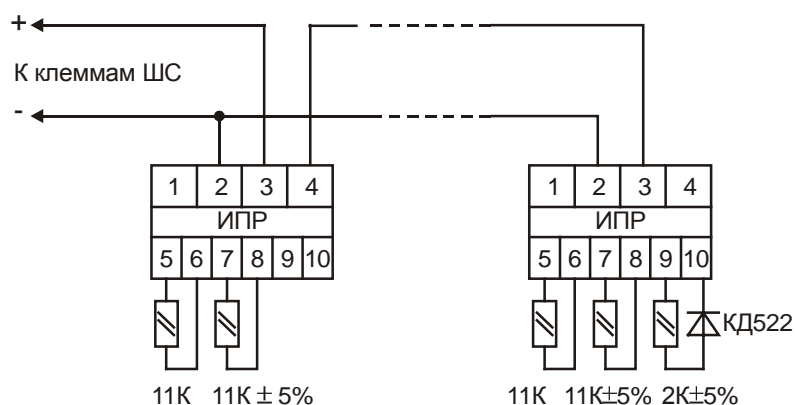 +
К клеммам ШС
-
1 2 3 4 1 2 3 4
ИПР ИПР
5 6 7 8 9 10 5 6 7 8 9 10
КД522
11К 11К ± 5% 11К 11К±5% 2К±5%